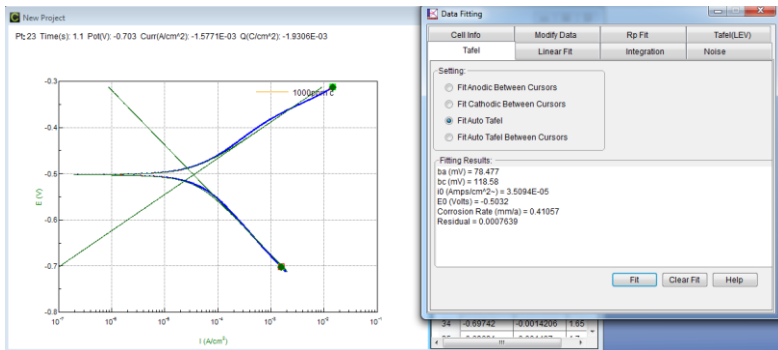 New Project
Pt: 23 Time(s): 1.1 Pot(V): -0.703 Curr(A/cm^2): -1.5771E-03 Q(C/cm^2): -1.9306E-03
-0.3
-0.4
-0.5
-0.6
-0.7
-0.8
E (V)
1000ppm c
10⁻⁷
10⁻⁶
10⁻⁵
10⁻⁴
10⁻³
10⁻²
10⁻¹
I (A/cm²)
Data Fitting
Cell Info Modify Data Rp Fit Tafel(LEV)
Tafel Linear Fit Integration Noise
Setting:
Fit Anodic Between Cursors
Fit Cathodic Between Cursors
Fit Auto Tafel
Fit Auto Tafel Between Cursors
Fitting Results:
ba (mV) = 78.477
bc (mV) = 118.58
i0 (Amps/cm^2~) = 3.5094E-05
E0 (Volts) = -0.5032
Corrosion Rate (mm/a) = 0.41057
Residual = 0.0007639
Fit Clear Fit Help
34 -0.69742 -0.0014206 1.65